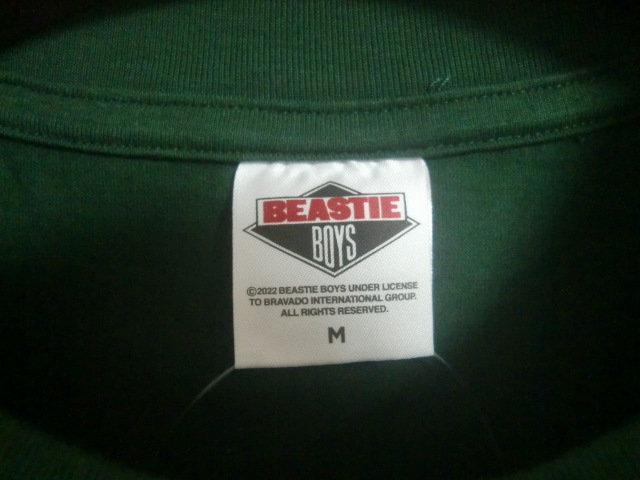 BEASTIE
BOYS
©2022 BEASTIE BOYS UNDER LICENSE
TO BRAVADO INTERNATIONAL GROUP.
ALL RIGHTS RESERVED.
M